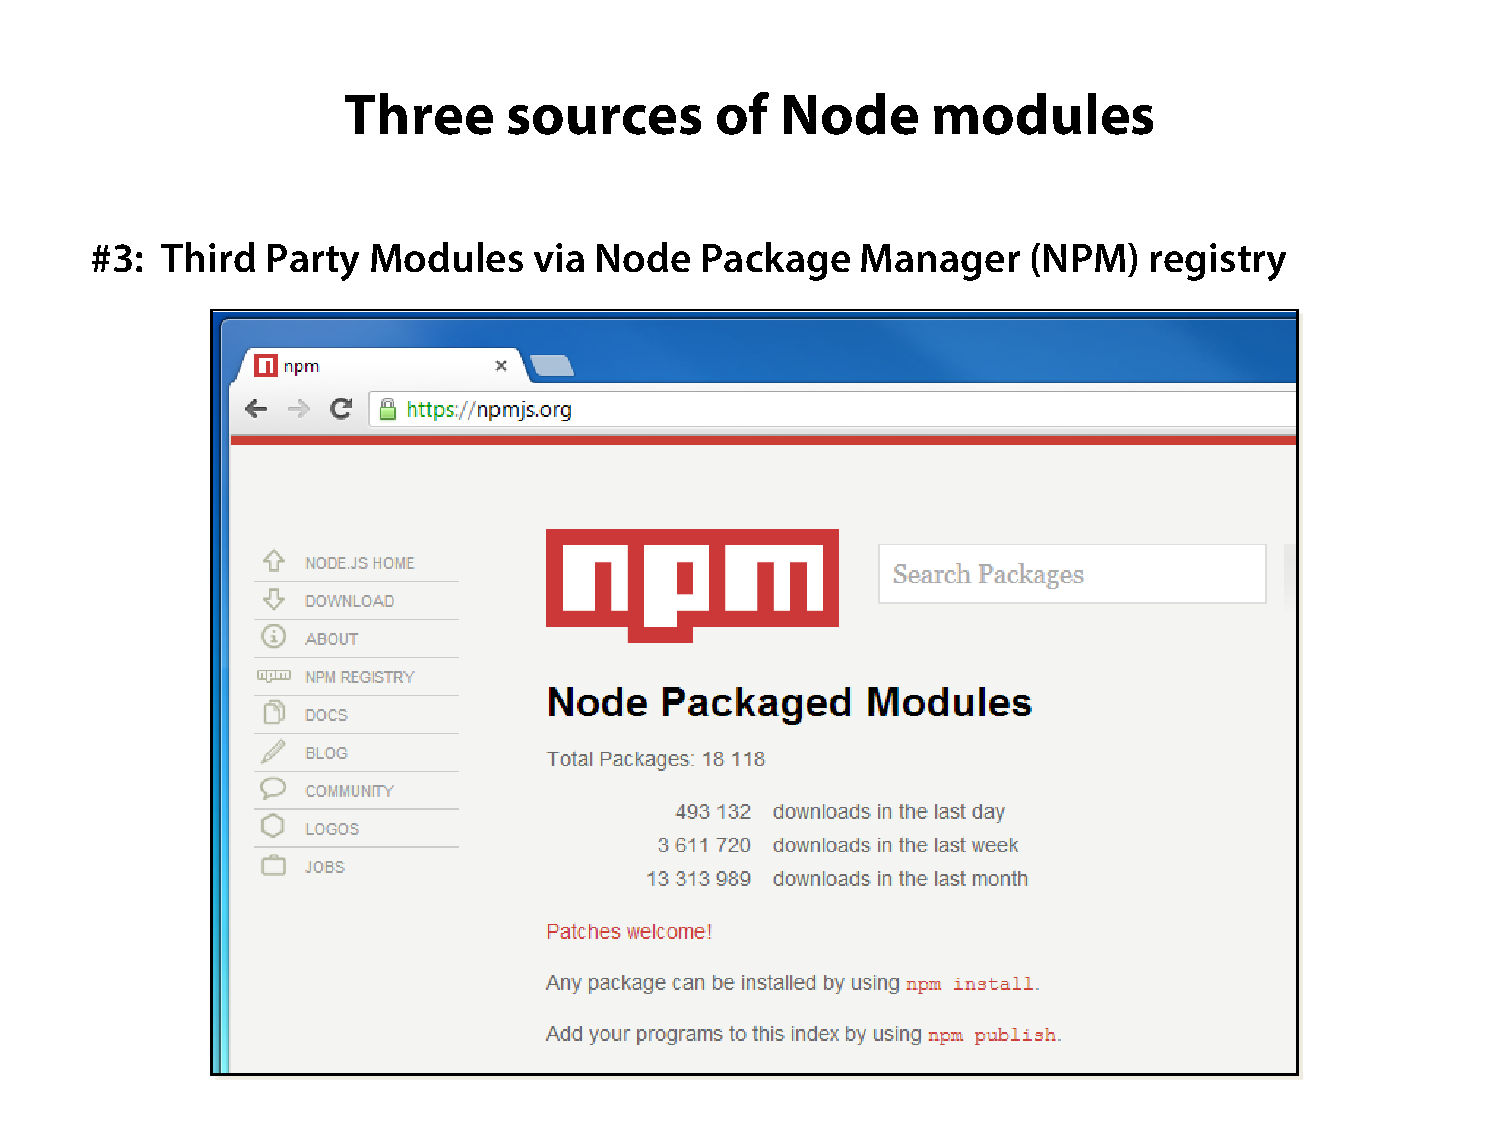 Three sources of Node modules
#3: Third Party Modules via Node Package Manager (NPM) registry
npm
https://npmjs.org
npm
Search Packages
NODE.JS HOME
DOWNLOAD
ABOUT
npm NPM REGISTRY
DOCS
BLOG
COMMUNITY
LOGOS
JOBS
Node Packaged Modules
Total Packages: 18 118
493 132 downloads in the last day
3 611 720 downloads in the last week
13 313 989 downloads in the last month
Patches welcome!
Any package can be installed by using npm install.
Add your programs to this index by using npm publish.